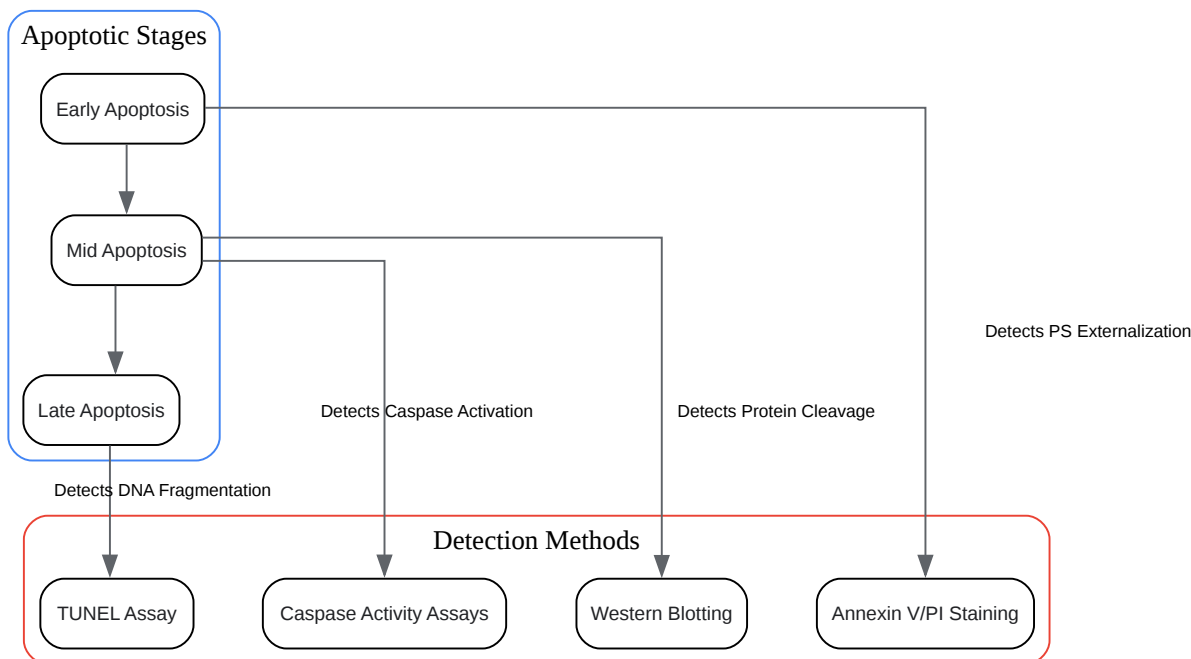 Apoptotic Stages
Early Apoptosis
Mid Apoptosis
Detects PS Externalization
Late Apoptosis
Detects Caspase Activation
Detects Protein Cleavage
Detects DNA Fragmentation
Detection Methods
TUNEL Assay
Caspase Activity Assays
Western Blotting
Annexin V/PI Staining